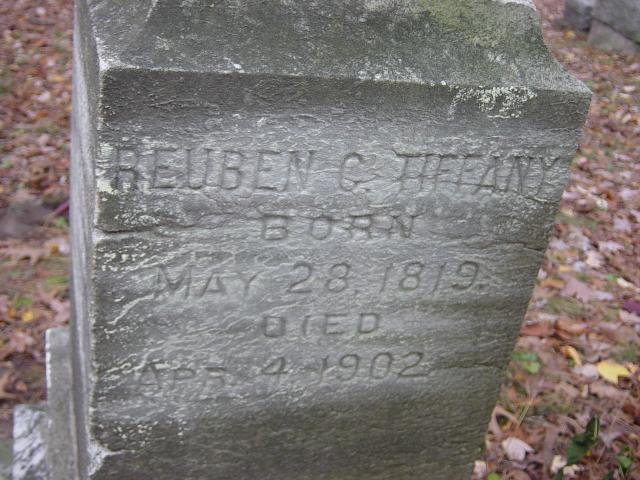 REUBEN C. TIFFANY
BORN
MAY 28, 1819.
DIED
APR. 4, 1902